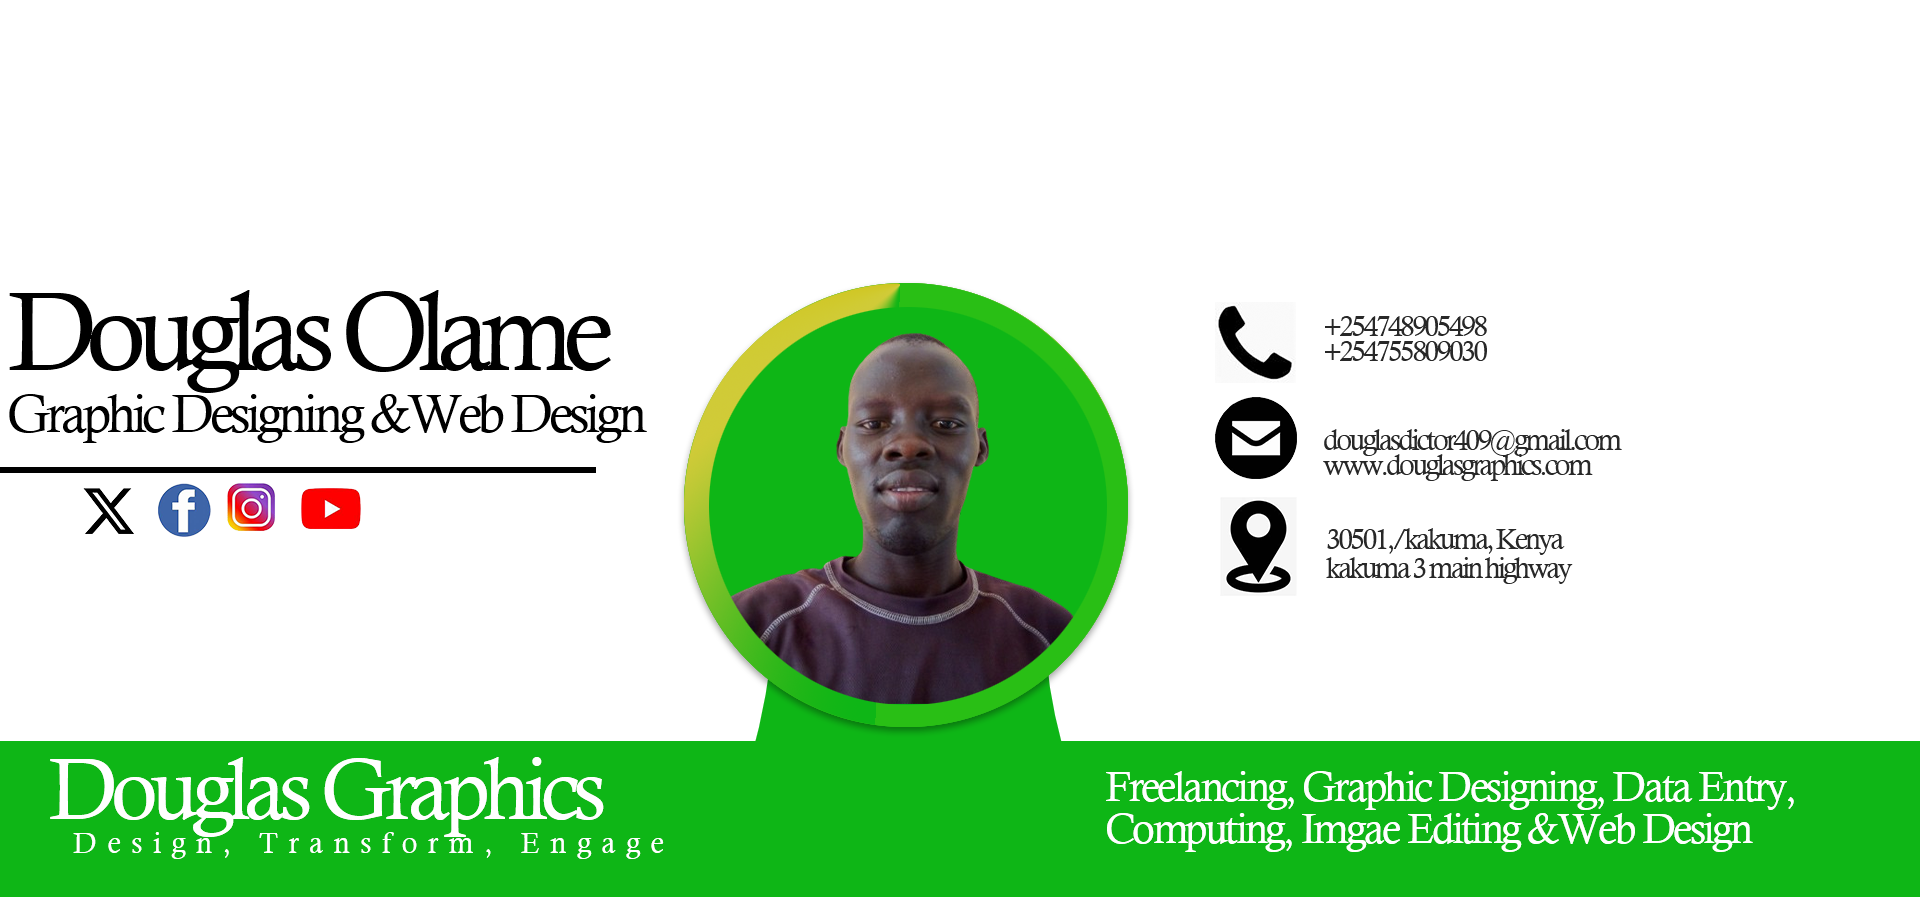 Douglas Olame
Graphic Designing &Web Design
+254748905498
+254755809030
douglasdictor409@gmail.com
www.douglasgraphics.com
30501,/kakuma, Kenya
kakuma 3 main highway
Douglas Graphics
Design, Transform, Engage
Freelancing, Graphic Designing, Data Entry,
Computing, Imgae Editing &Web Design